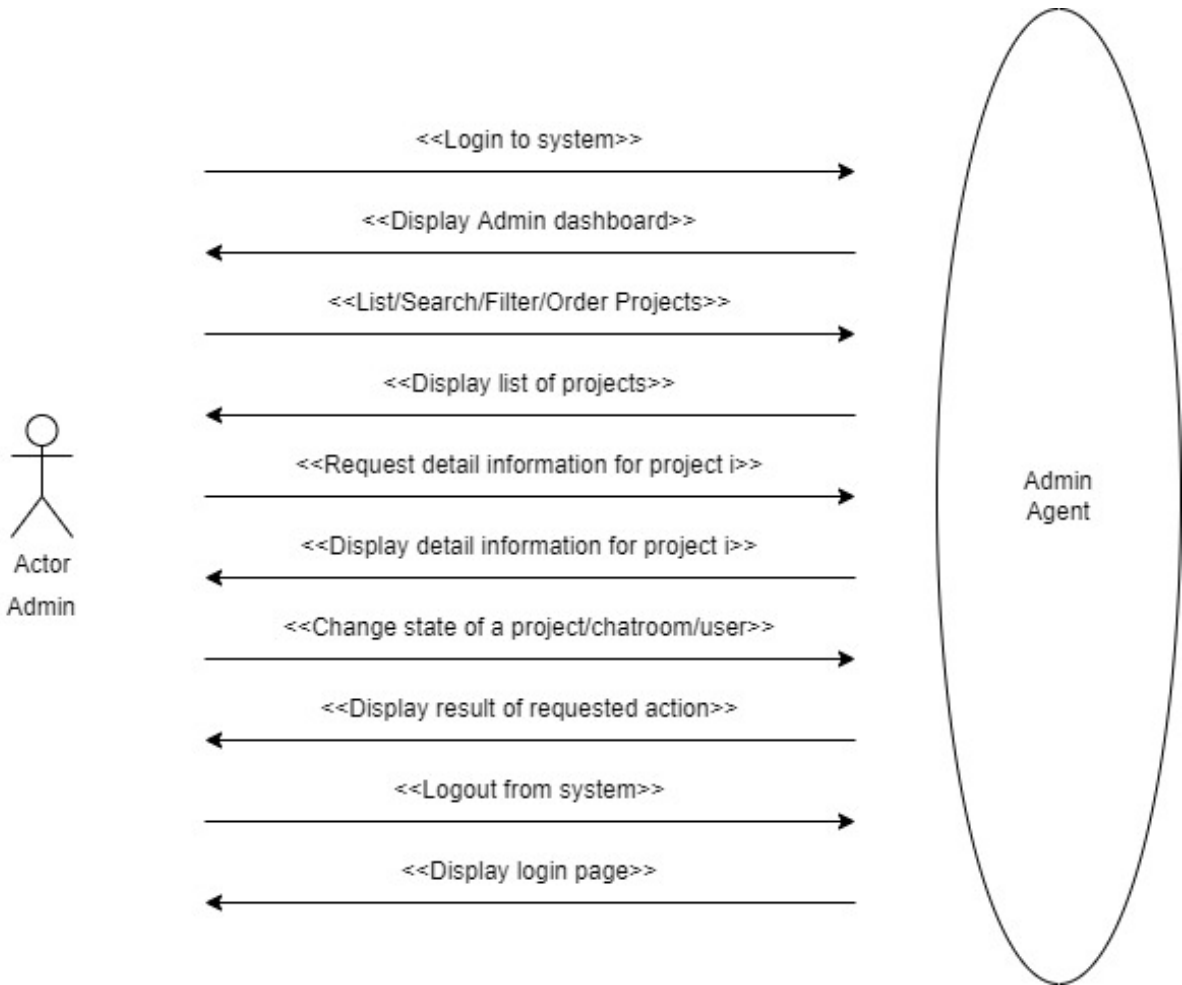 <<Login to system>>
<<Display Admin dashboard>>
<<List/Search/Filter/Order Projects>>
<<Display list of projects>>
<<Request detail information for project i>>
<<Display detail information for project i>>
<<Change state of a project/chatroom/user>>
<<Display result of requested action>>
<<Logout from system>>
<<Display login page>>
Actor
Admin
Admin
Agent